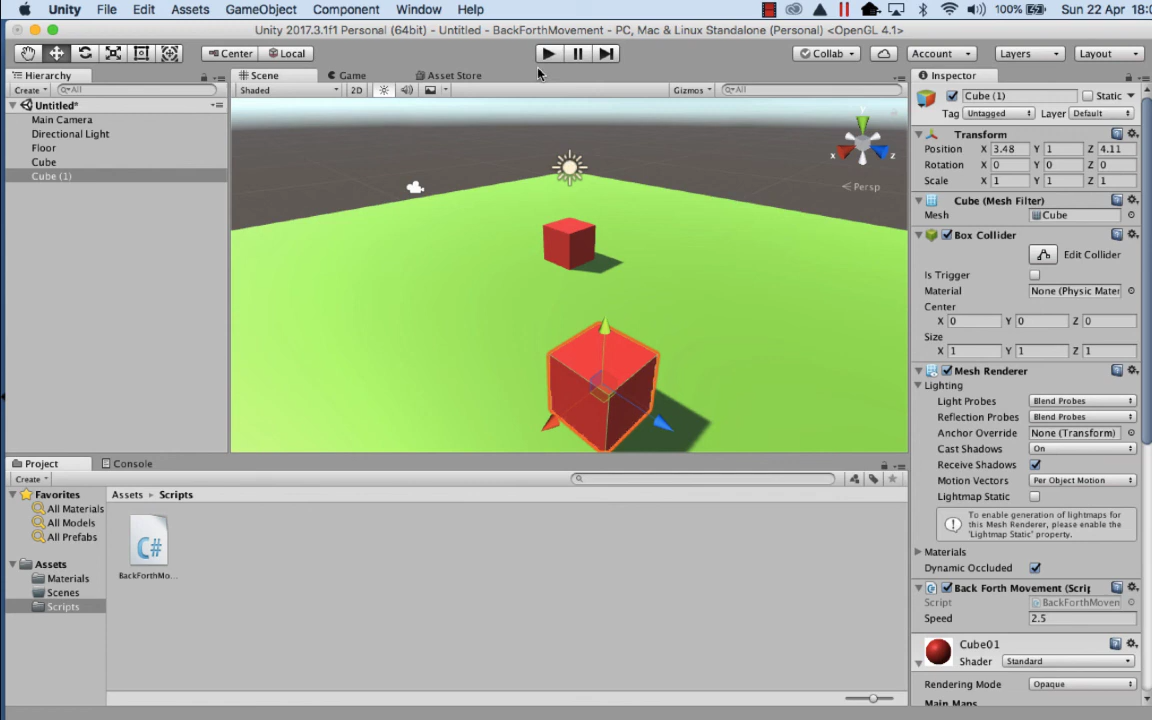 Unity File Edit Assets GameObject Component Window Help 100% Sun 22 Apr 18:0
Unity 2017.3.1f1 Personal (64bit) - Untitled - BackForthMovement - PC, Mac & Linux Standalone (Personal) <OpenGL 4.1>
Center Local Collab Account Layers Layout
Hierarchy
Create All
Untitled*
Main Camera
Directional Light
Floor
Cube
Cube (1)
Scene Game Asset Store
Shaded 2D Gizmos All
y
x z
Persp
Inspector
Cube (1) Static
Tag Untagged Layer Default
Transform
Position X 3.48 Y 1 Z 4.11
Rotation X 0 Y 0 Z 0
Scale X 1 Y 1 Z 1
Cube (Mesh Filter)
Mesh Cube
Box Collider
Edit Collider
Is Trigger
Material None (Physic Mater
Center
X 0 Y 0 Z 0
Size
X 1 Y 1 Z 1
Mesh Renderer
Lighting
Light Probes Blend Probes
Reflection Probes Blend Probes
Anchor Override None (Transform)
Cast Shadows On
Receive Shadows
Motion Vectors Per Object Motion
Lightmap Static
To enable generation of lightmaps for
this Mesh Renderer, please enable the
'Lightmap Static' property.
Materials
Dynamic Occluded
Back Forth Movement (Scrip
Script BackForthMoven
Speed 2.5
Cube01
Shader Standard
Rendering Mode Opaque
Main Maps
Project Console
Create
Favorites
All Materials
All Models
All Prefabs
Assets
Materials
Scenes
Scripts
Assets Scripts
C#
BackForthMo...